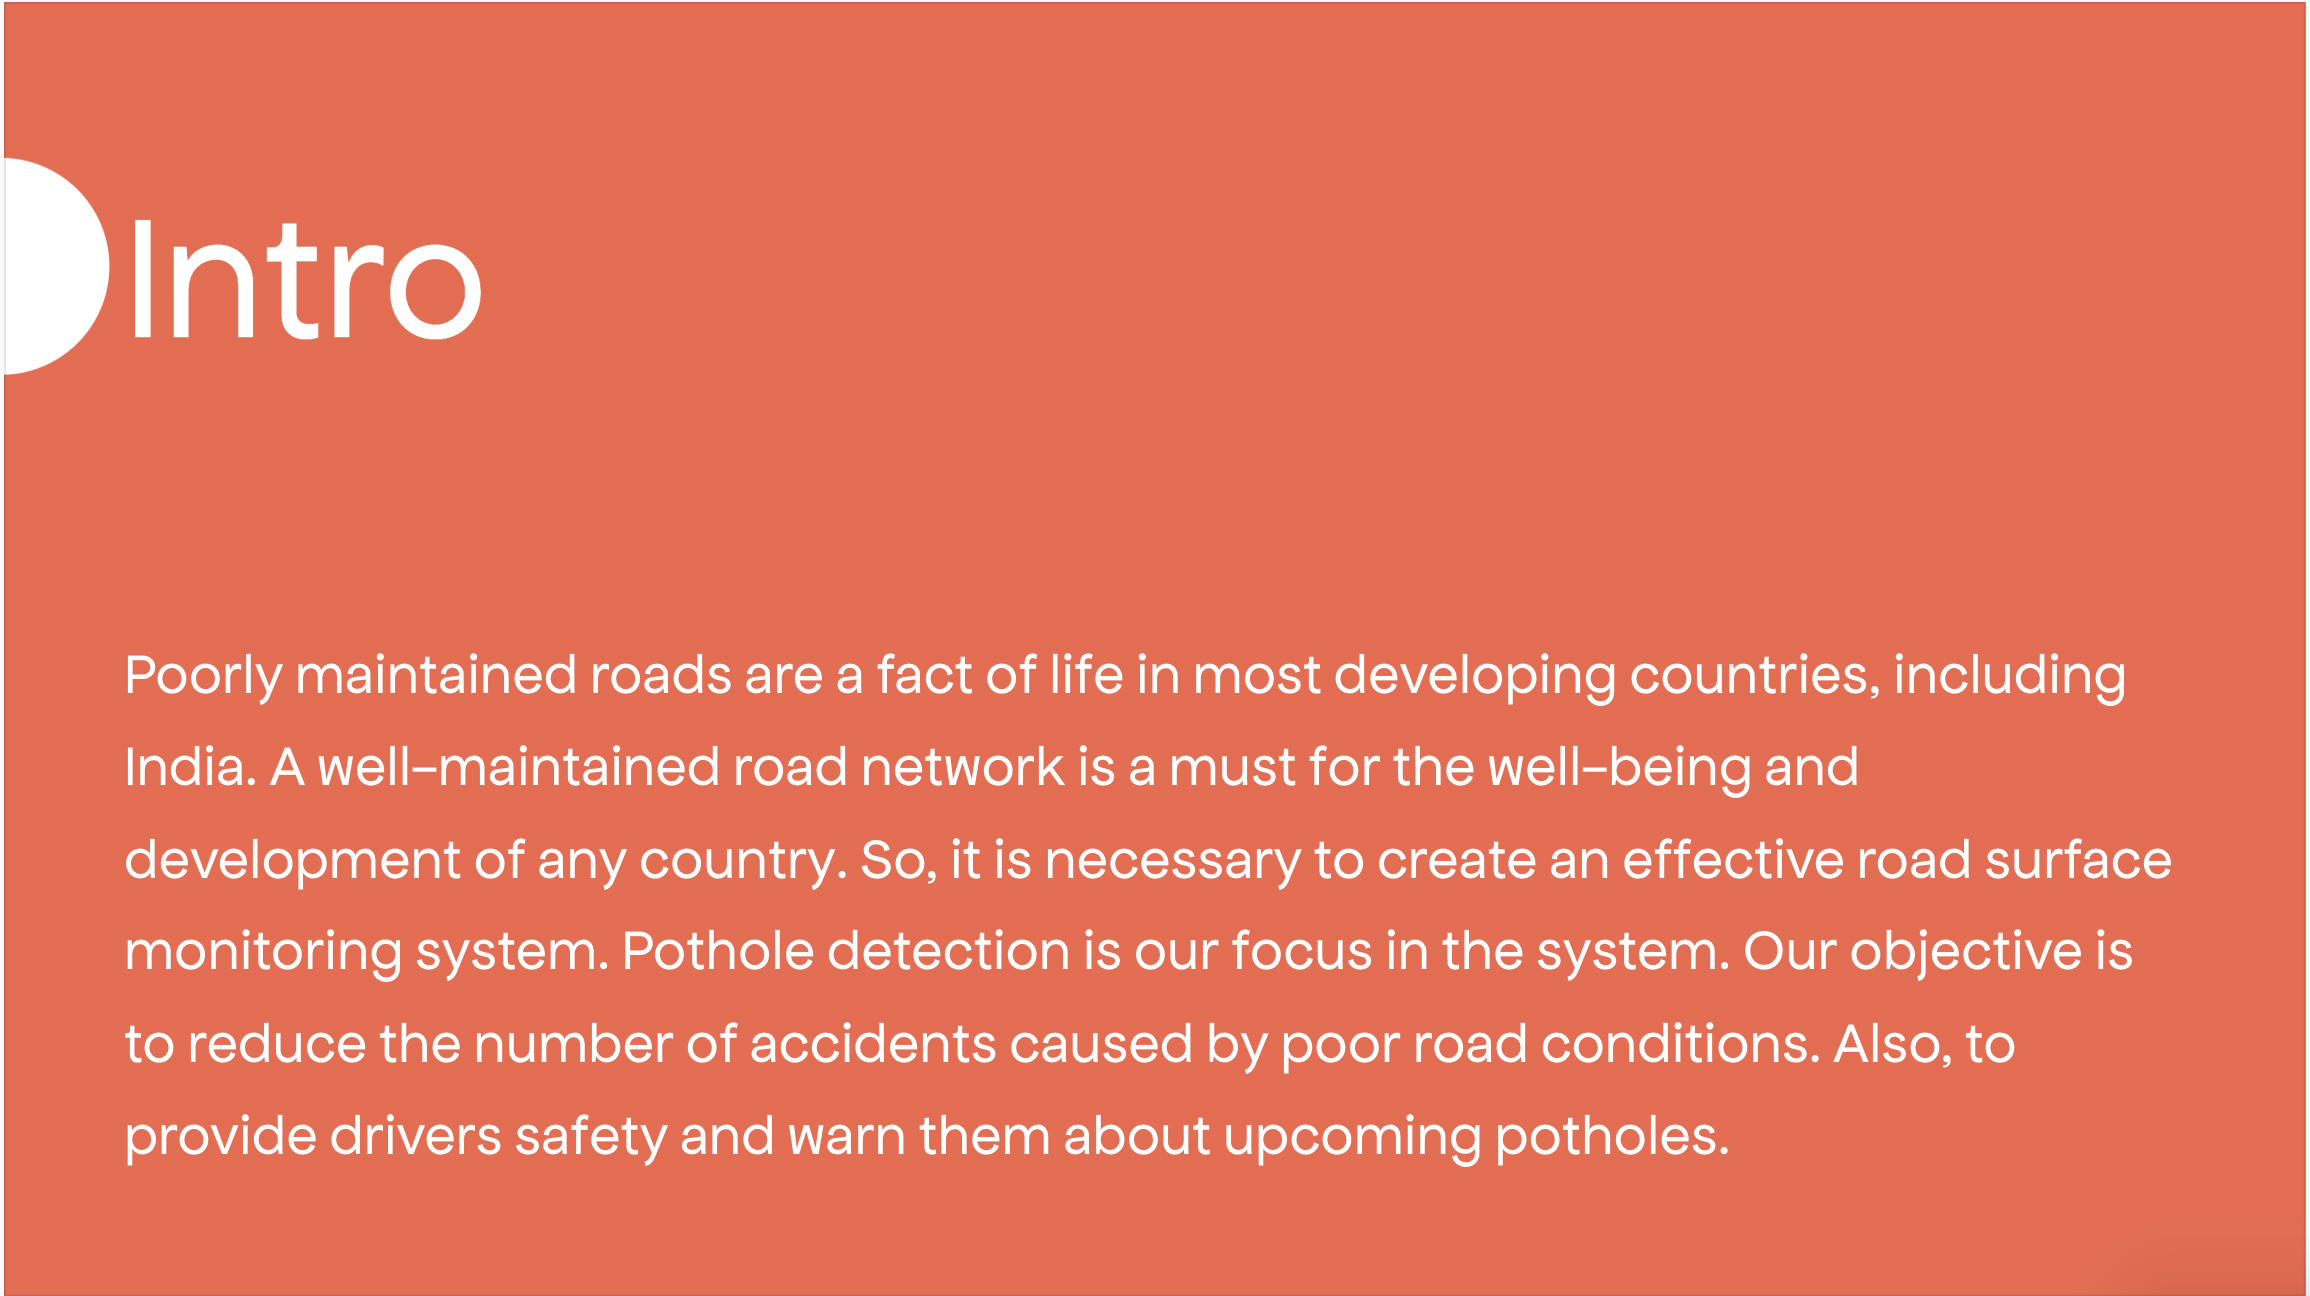 Intro
Poorly maintained roads are a fact of life in most developing countries, including
India. A well-maintained road network is a must for the well-being and
development of any country. So, it is necessary to create an effective road surface
monitoring system. Pothole detection is our focus in the system. Our objective is
to reduce the number of accidents caused by poor road conditions. Also, to
provide drivers safety and warn them about upcoming potholes.